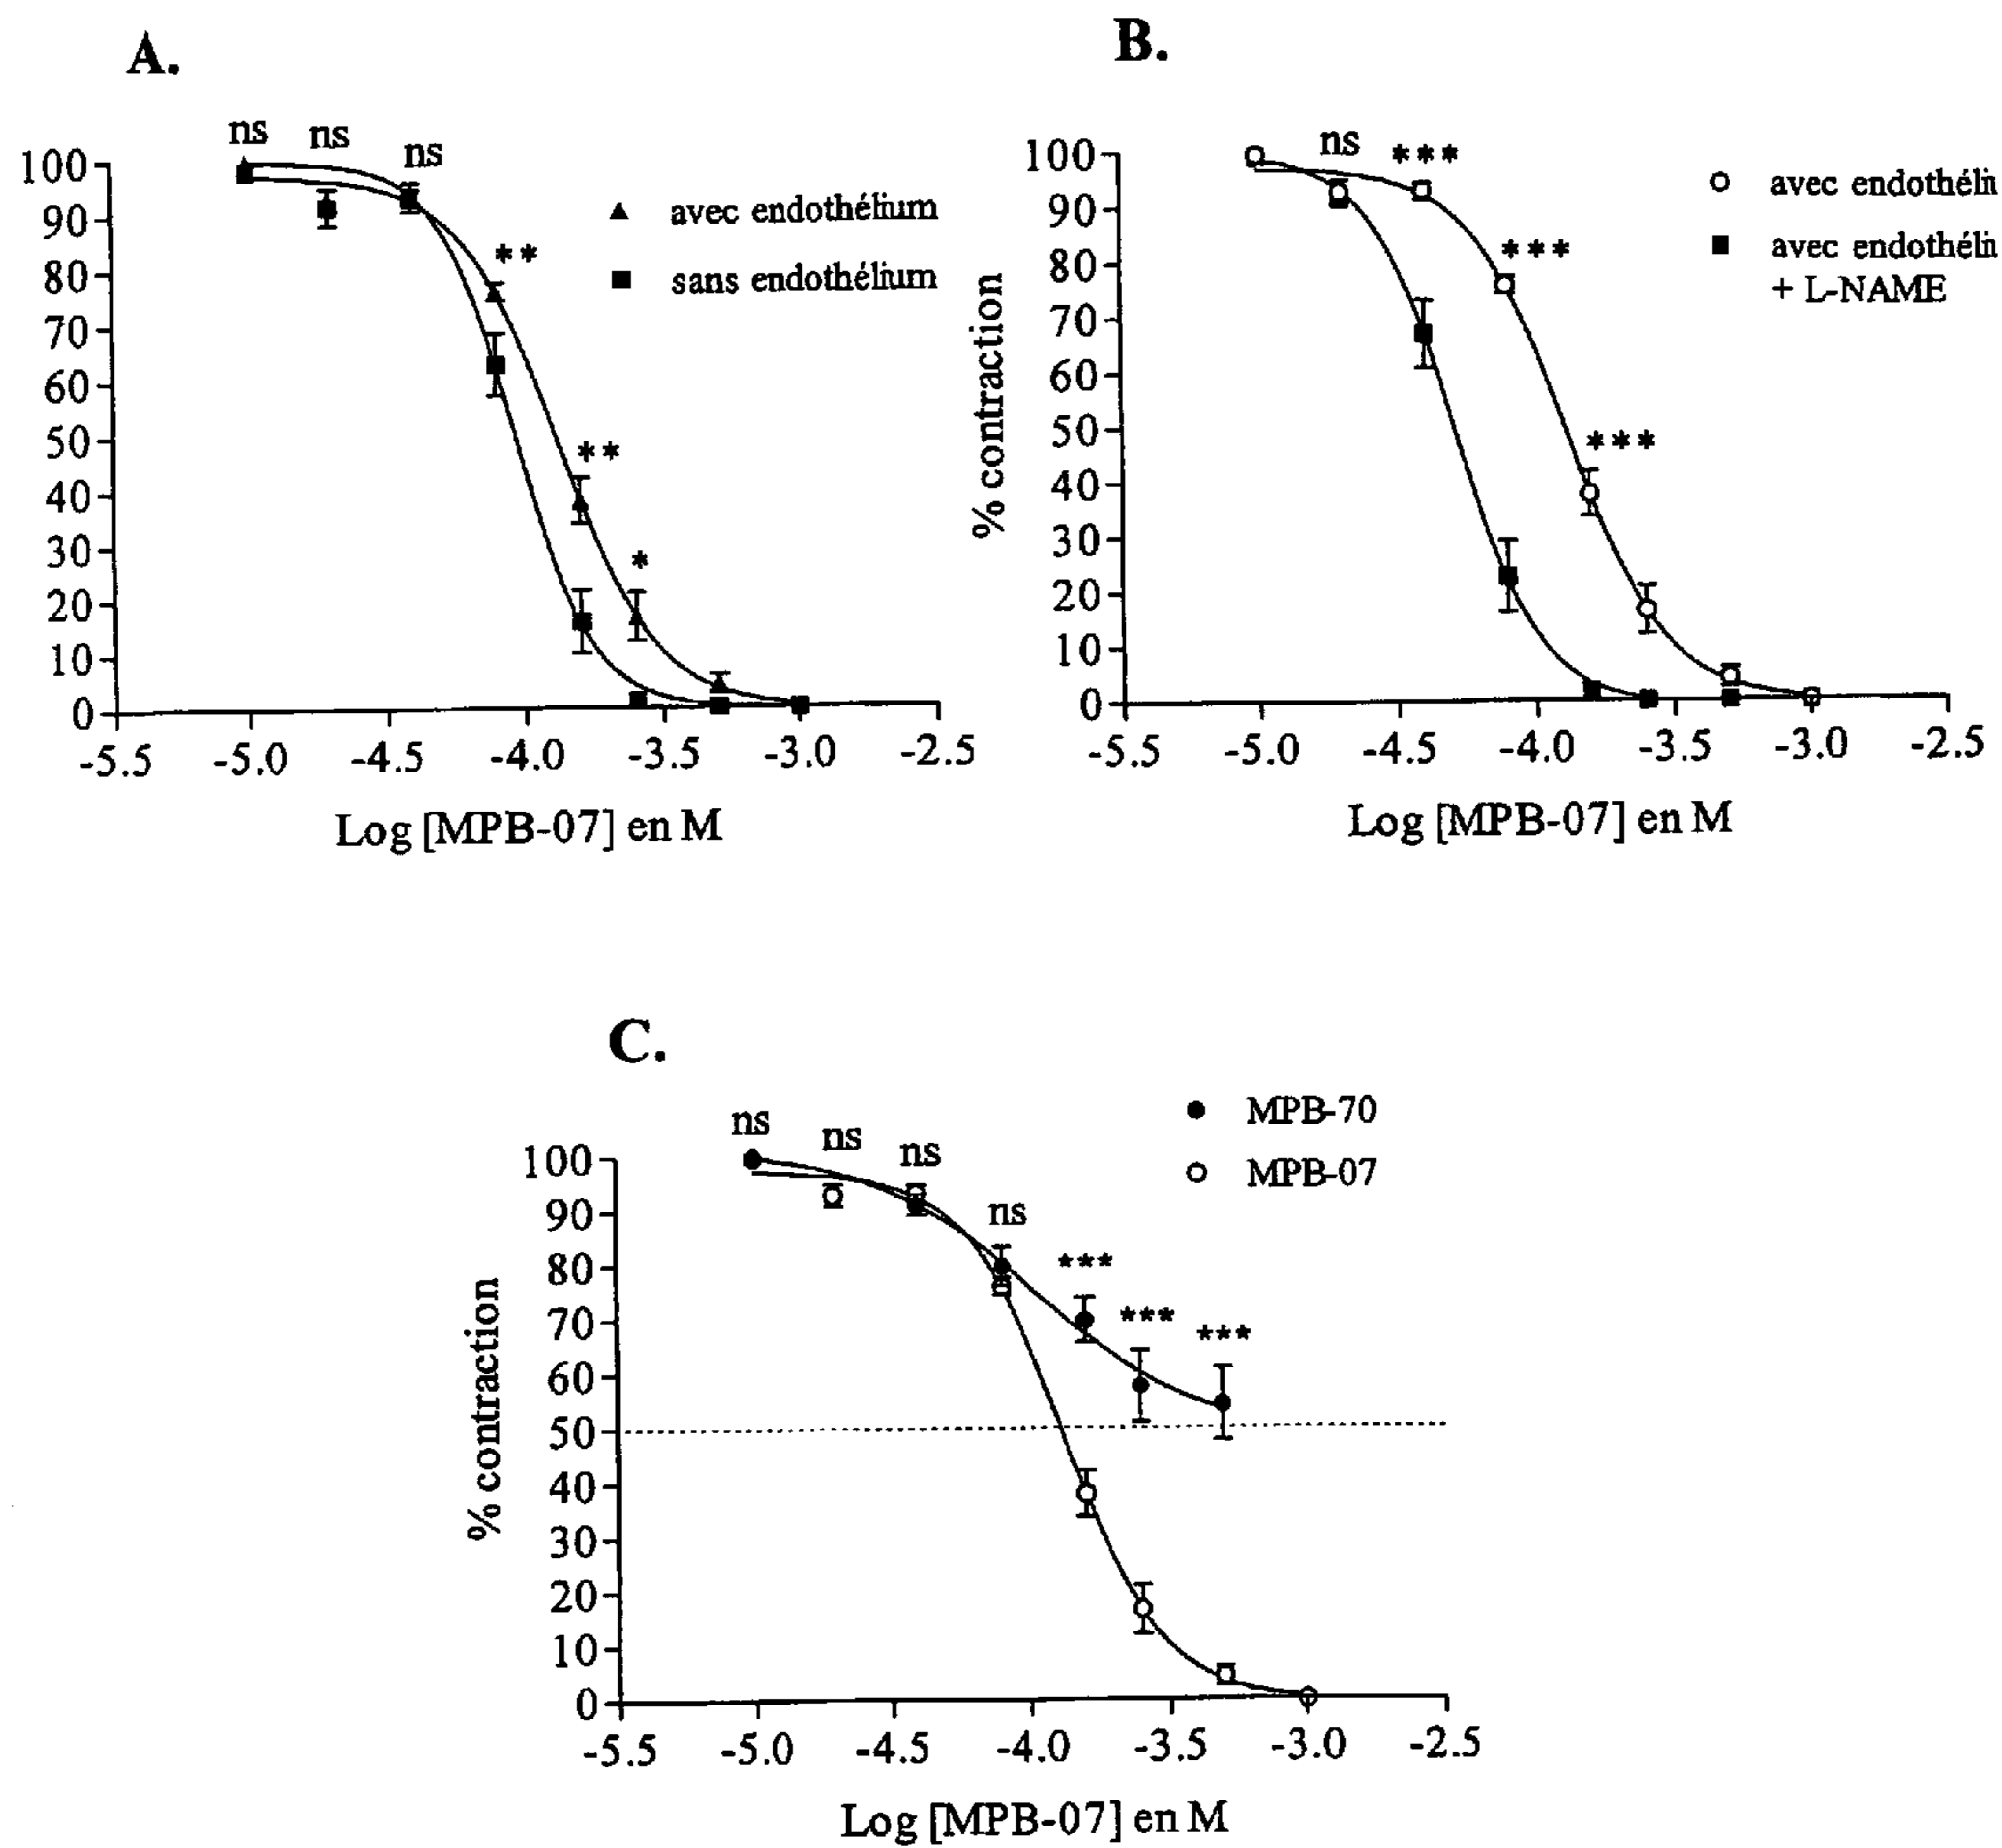 A.
ns
ns
ns
100
90
80
70
60
50
40
30
20
10
0
**
**
*
▲ avec endothélium
■ sans endothélium
-5.5 -5.0 -4.5 -4.0 -3.5 -3.0 -2.5
Log [MPB-07] en M
B.
% contraction
100
90
80
70
60
50
40
30
20
10
0
ns
***
***
***
avec endothéli
avec endothéli
+ L-NAME
-5.5 -5.0 -4.5 -4.0 -3.5 -3.0 -2.5
Log [MPB-07] en M
C.
% contraction
100
90
80
70
60
50
40
30
20
10
0
ns
ns
ns
ns
***
***
***
MPB-70
MPB-07
-5.5 -5.0 -4.5 -4.0 -3.5 -3.0 -2.5
Log [MPB-07] en M